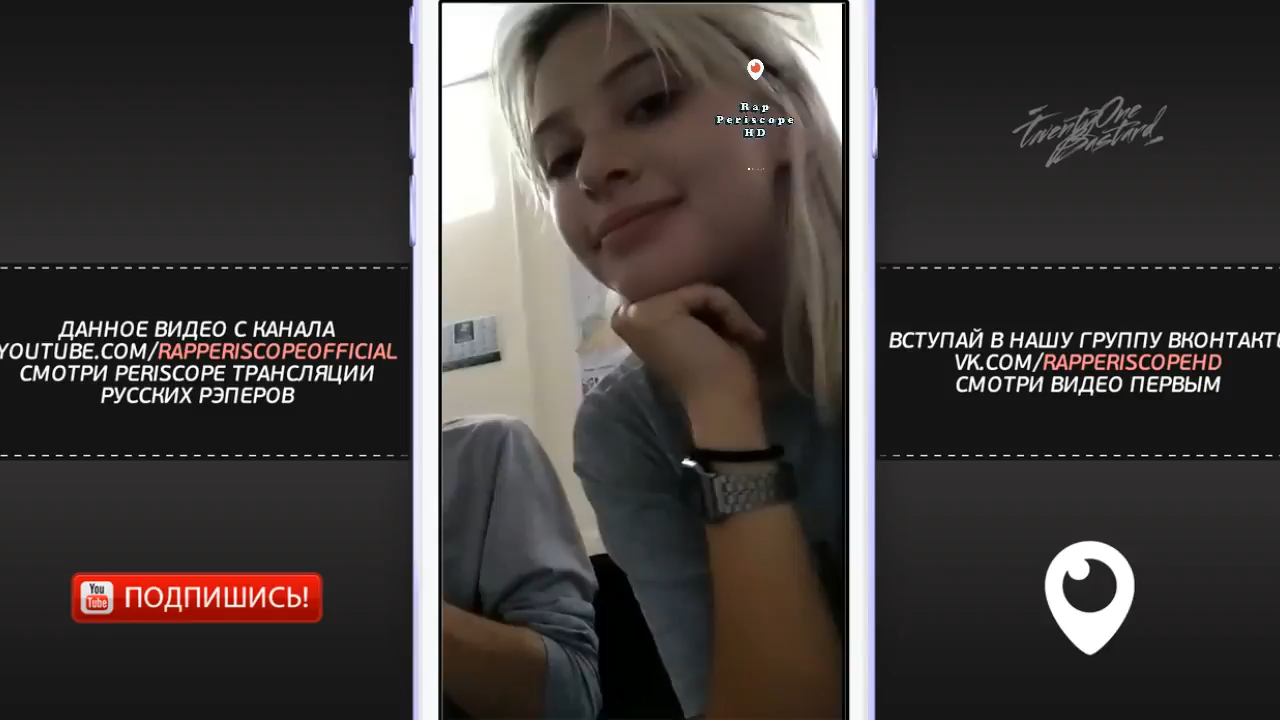 Rap
Periscope
HD
TwentyOne
Bastard
ДАННОЕ ВИДЕО С КАНАЛА
YOUTUBE.COM/RAPPERISCOPEOFFICIAL
СМОТРИ PERISCOPE ТРАНСЛЯЦИИ
РУССКИХ РЭПЕРОВ
ВСТУПАЙ В НАШУ ГРУППУ ВКОНТАКТЕ
VK.COM/RAPPERISCOPEHD
СМОТРИ ВИДЕО ПЕРВЫМ
You
Tube
ПОДПИШИСЬ!